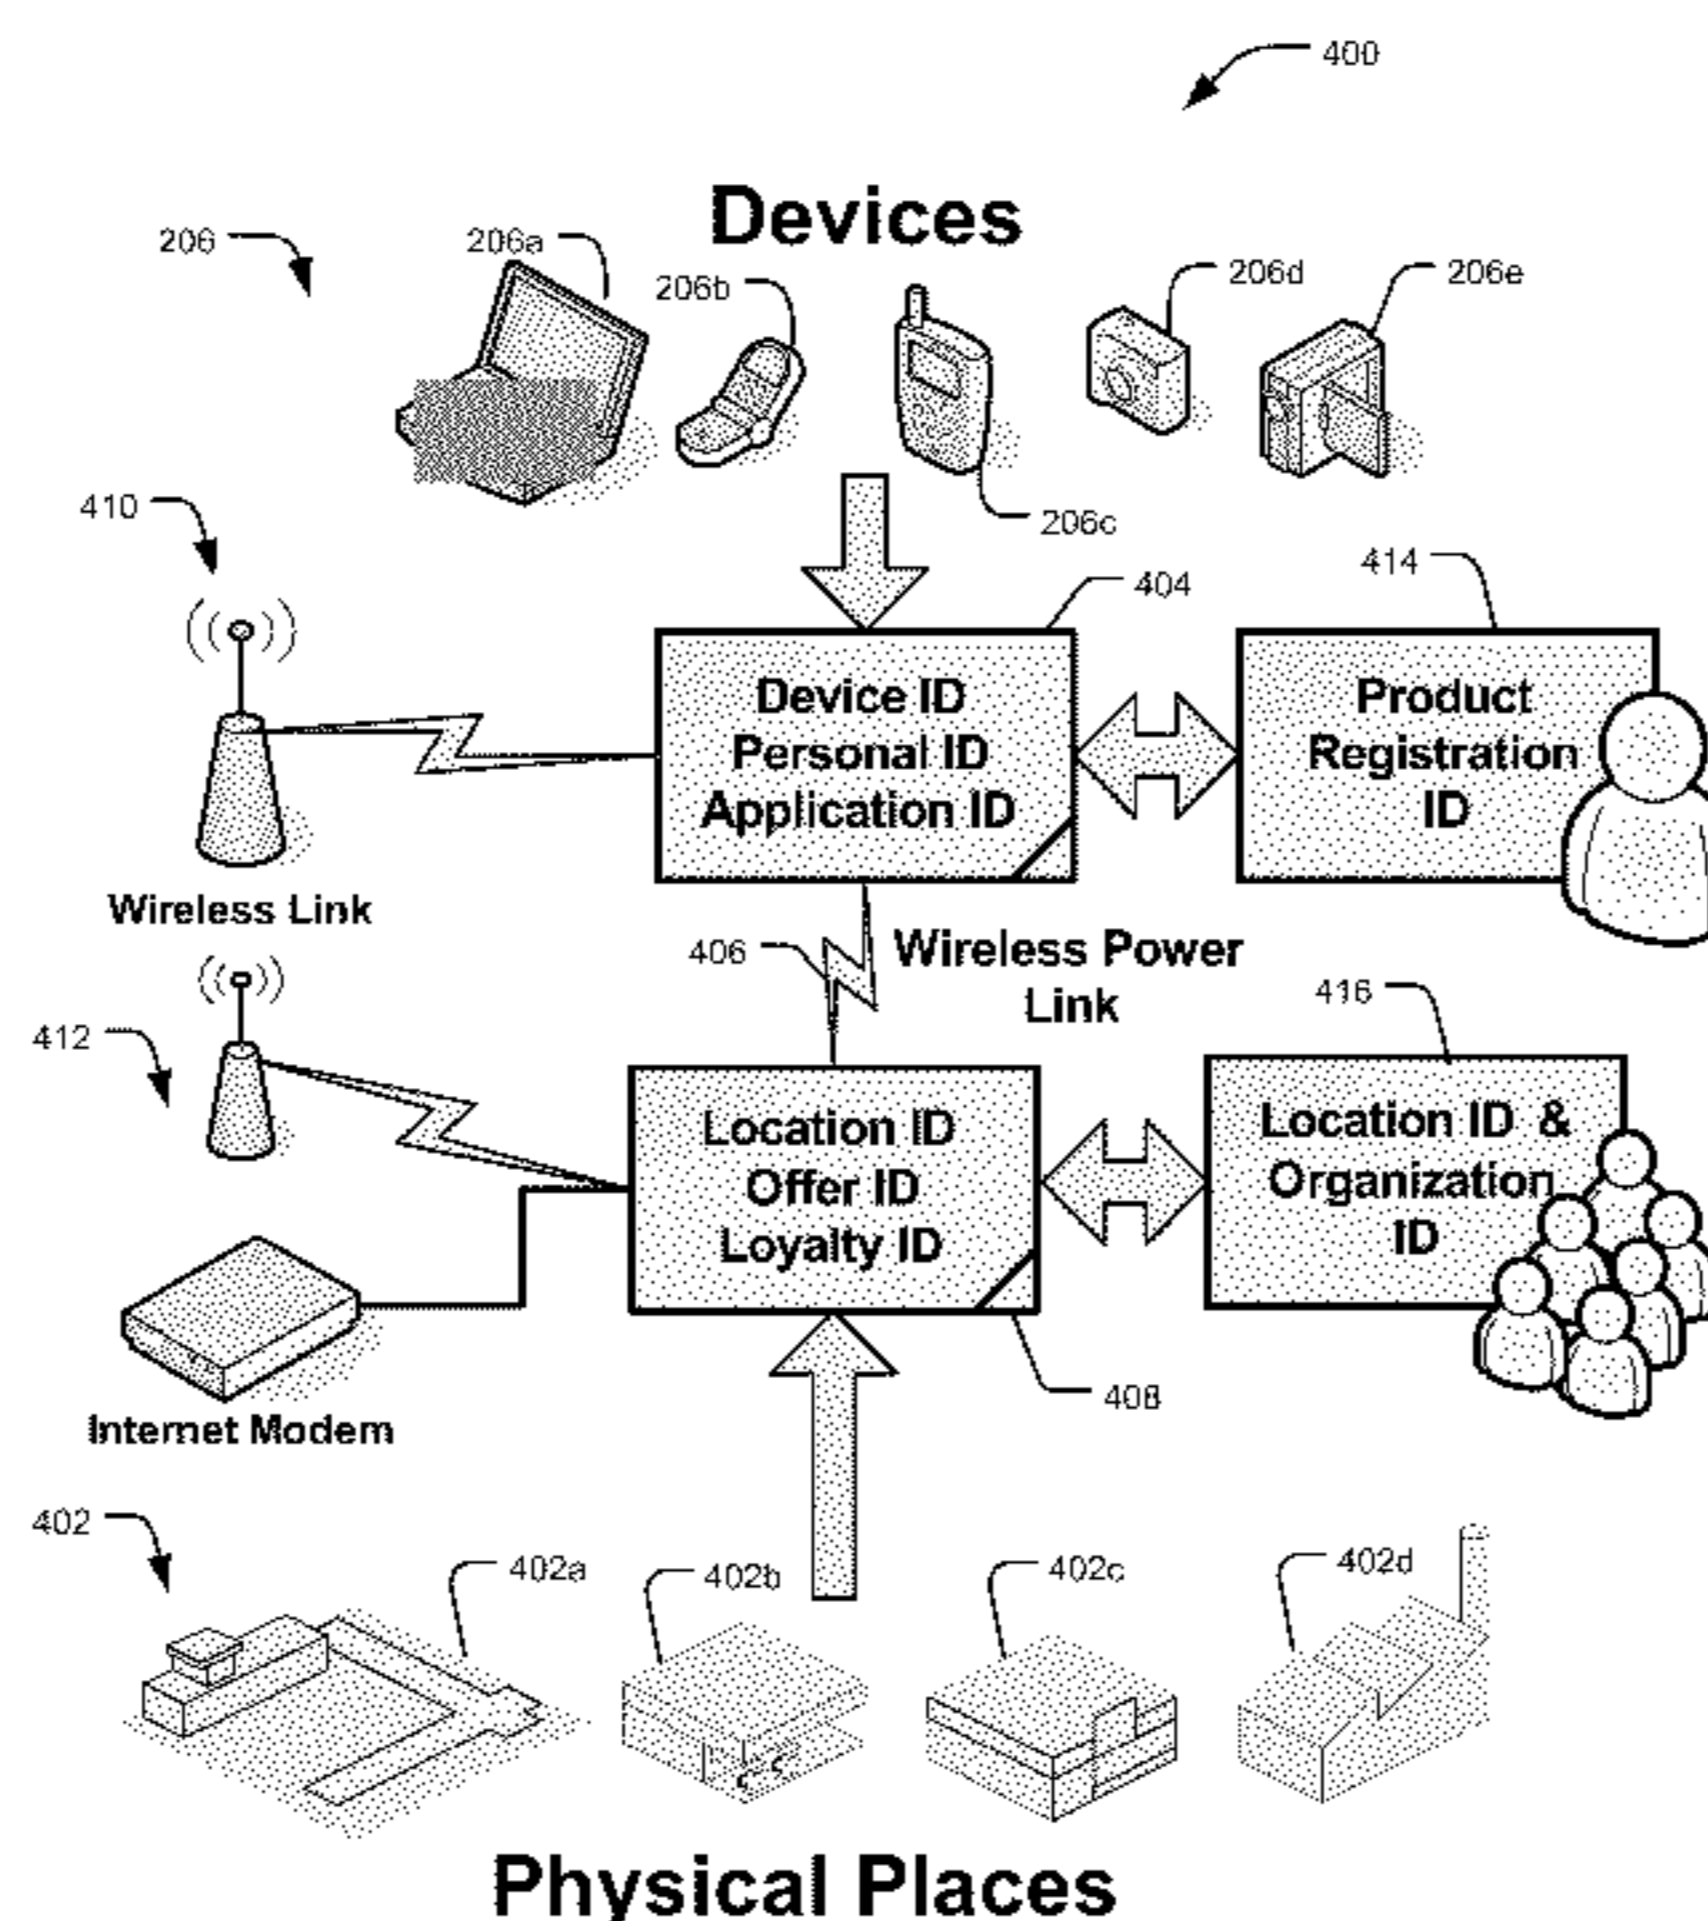 400
Devices
206
206a
206b
206d
206e
206c
410
404
414
Device ID
Personal ID
Application ID
Product
Registration
ID
Wireless Link
406
Wireless Power
Link
412
416
Location ID
Offer ID
Loyalty ID
Location ID &
Organization
ID
408
Internet Modem
402
402a
402b
402c
402d
Physical Places